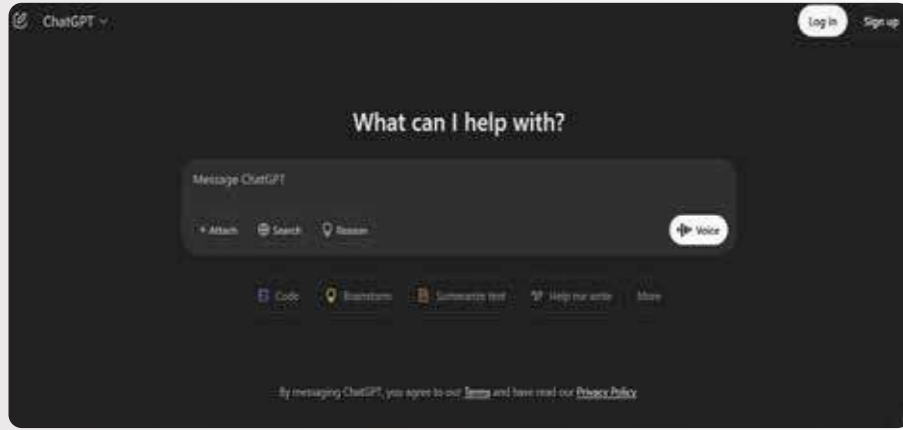 ChatGPT
Log in
Sign up
What can I help with?
Message ChatGPT
+ Attach Search Reason
Voice
Code Brainstorm Summarize text Help me write More
By messaging ChatGPT, you agree to our Terms and have read our Privacy Policy